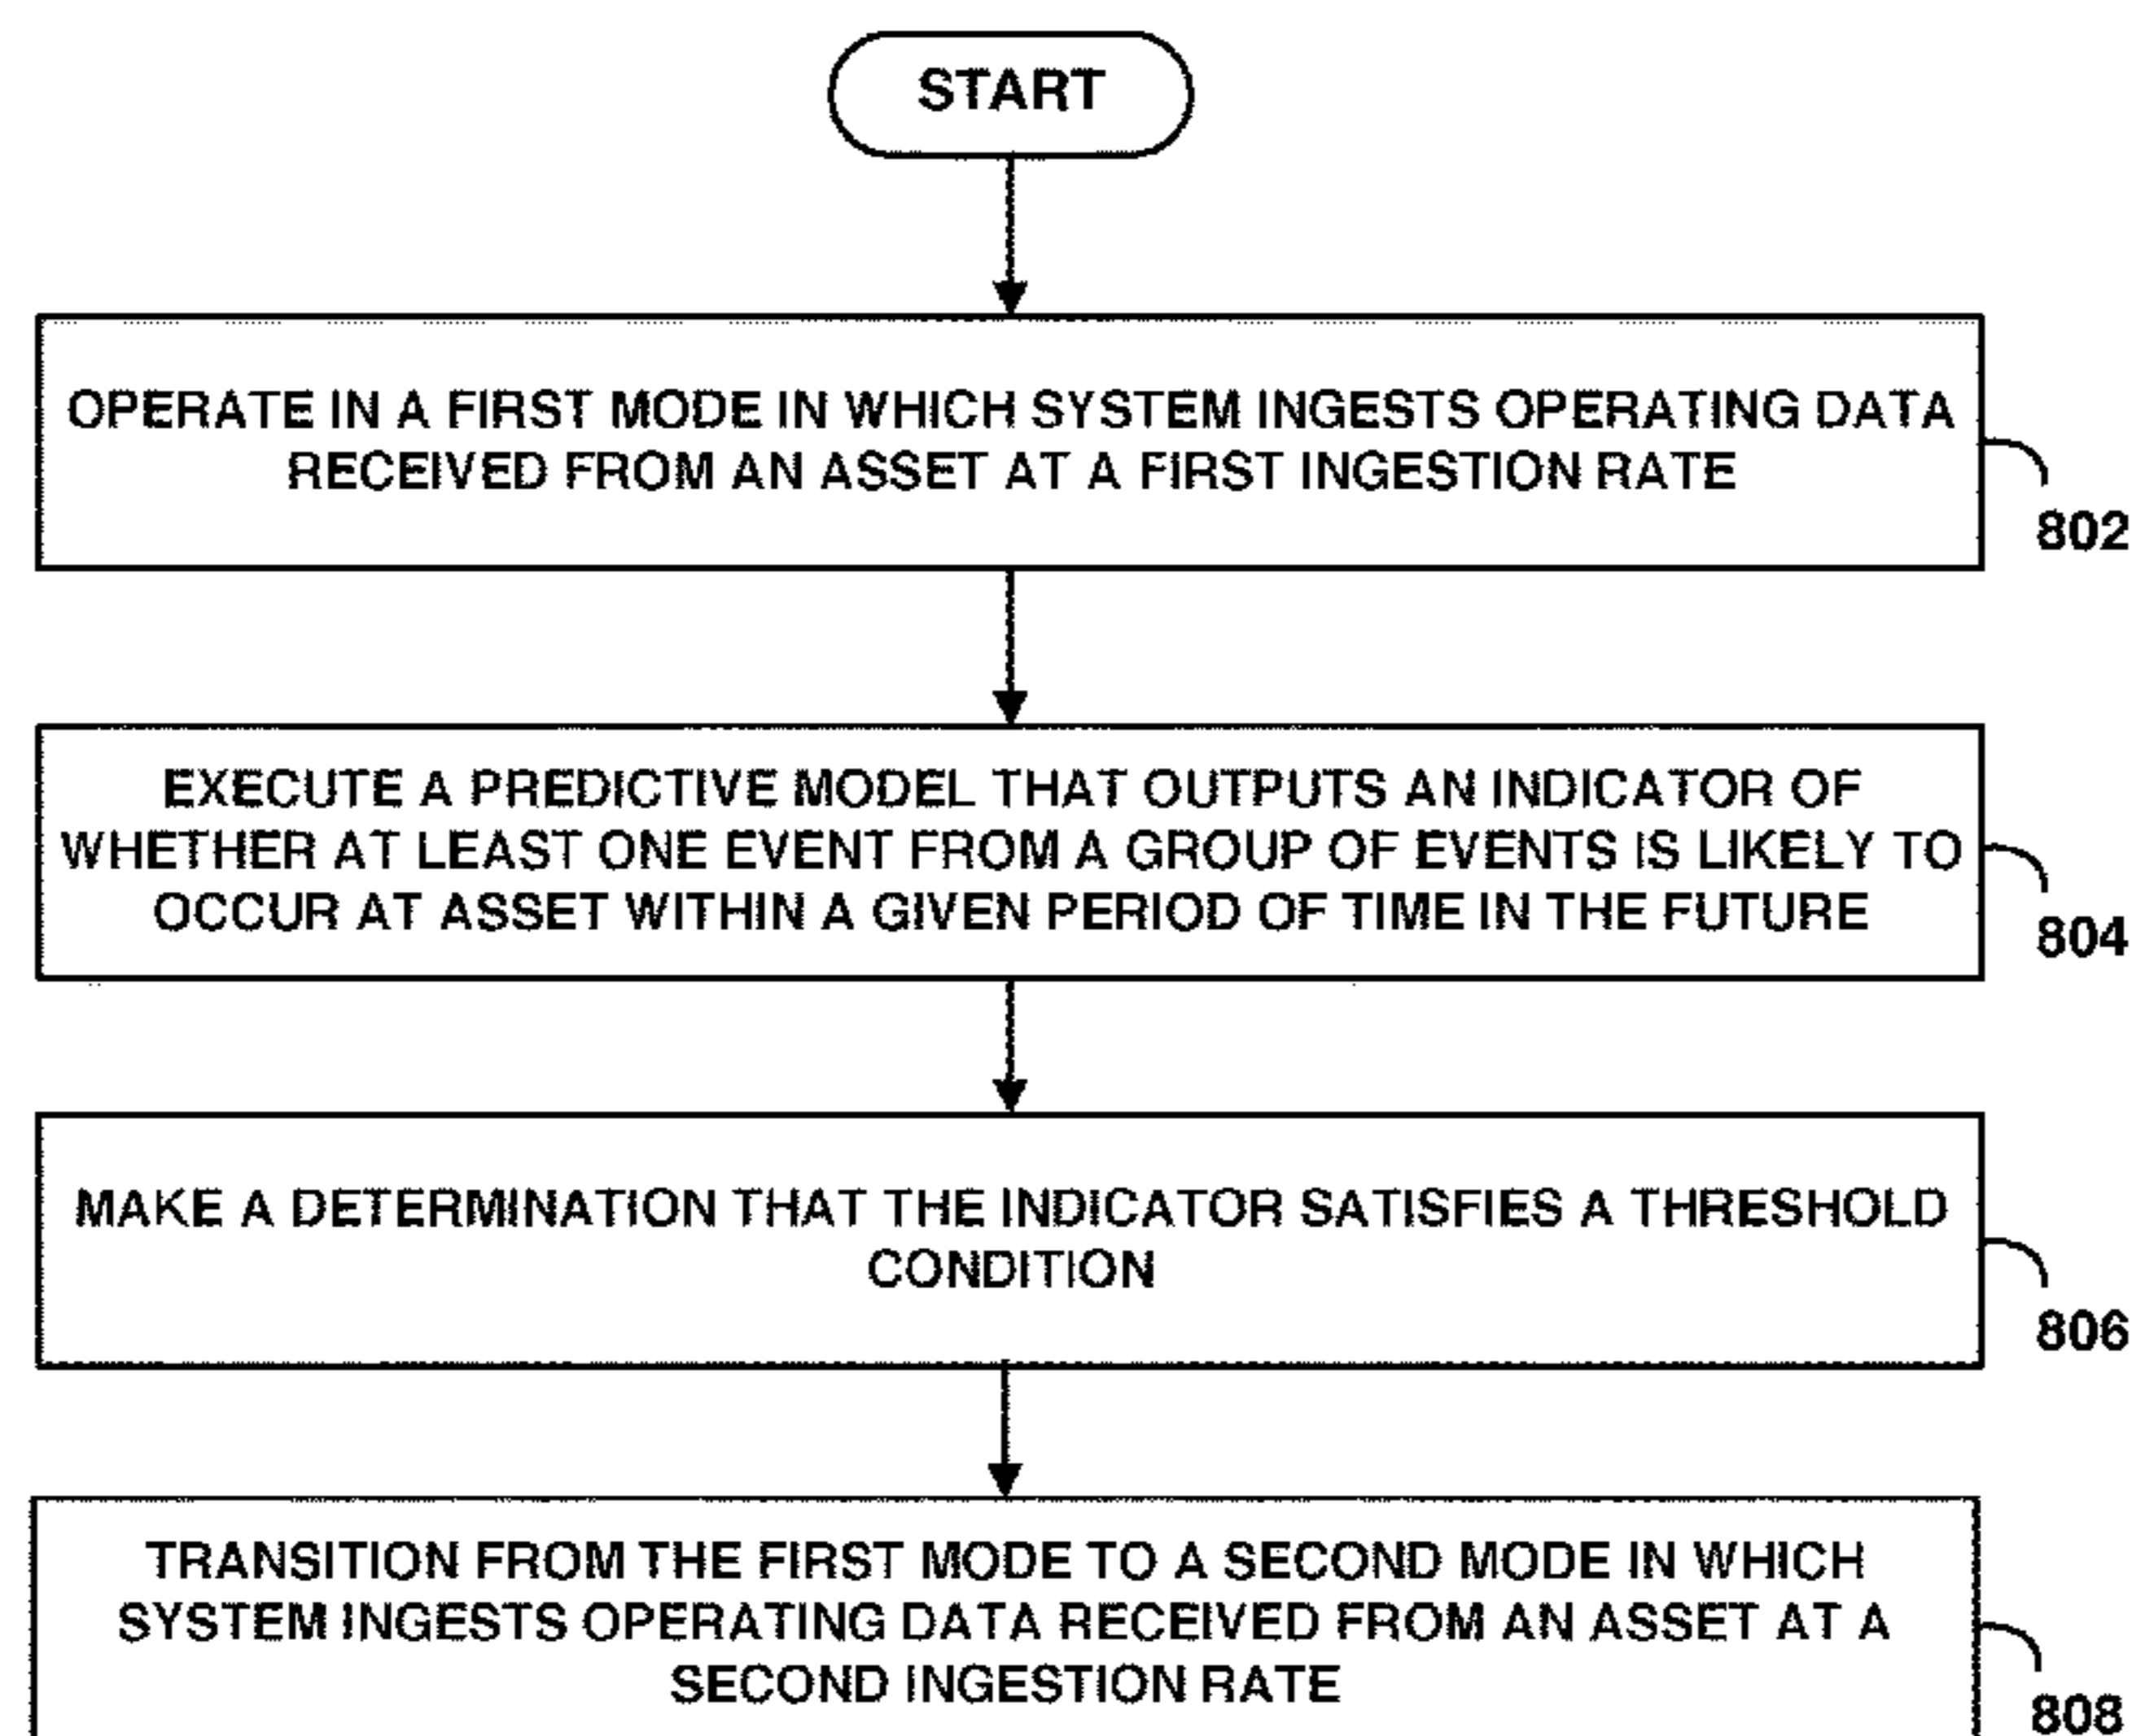 START
OPERATE IN A FIRST MODE IN WHICH SYSTEM INGESTS OPERATING DATA
RECEIVED FROM AN ASSET AT A FIRST INGESTION RATE
802
EXECUTE A PREDICTIVE MODEL THAT OUTPUTS AN INDICATOR OF
WHETHER AT LEAST ONE EVENT FROM A GROUP OF EVENTS IS LIKELY TO
OCCUR AT ASSET WITHIN A GIVEN PERIOD OF TIME IN THE FUTURE
804
MAKE A DETERMINATION THAT THE INDICATOR SATISFIES A THRESHOLD
CONDITION
806
TRANSITION FROM THE FIRST MODE TO A SECOND MODE IN WHICH
SYSTEM INGESTS OPERATING DATA RECEIVED FROM AN ASSET AT A
SECOND INGESTION RATE
808